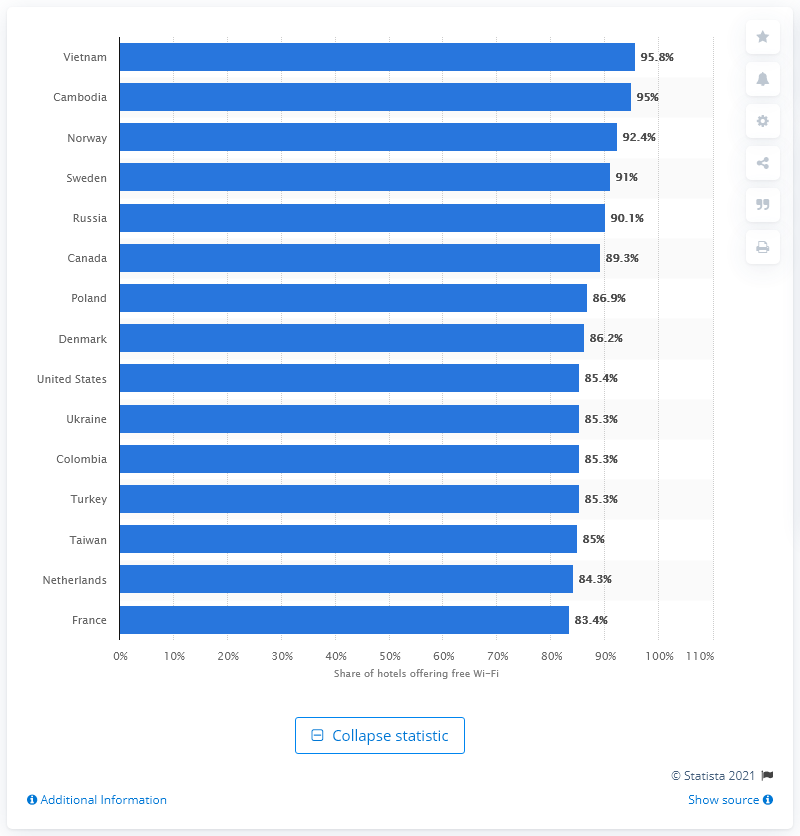 Vietnam 95.8%
Cambodia 95%
Norway 92.4%
Sweden 91%
Russia 90.1%
Canada 89.3%
Poland 86.9%
Denmark 86.2%
United States 85.4%
Ukraine 85.3%
Colombia 85.3%
Turkey 85.3%
Taiwan 85%
Netherlands 84.3%
France 83.4%
0% 10% 20% 30% 40% 50% 60% 70% 80% 90% 100% 110%
Share of hotels offering free Wi-Fi
Collapse statistic
© Statista 2021
Additional Information
Show source